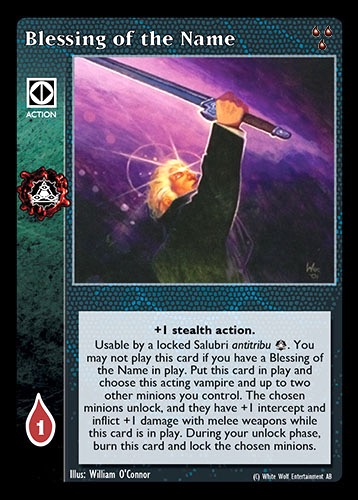 Blessing of the Name
ACTION
+1 stealth action.
Usable by a locked Salubri antitribu. You
may not play this card if you have a Blessing of
the Name in play. Put this card in play and
choose this acting vampire and up to two
other minions you control. The chosen
minions unlock, and they have +1 intercept and
inflict +1 damage with melee weapons while
this card is in play. During your unlock phase,
burn this card and lock the chosen minions.
1
Illus: William O'Connor
(C) White Wolf Entertainment AB